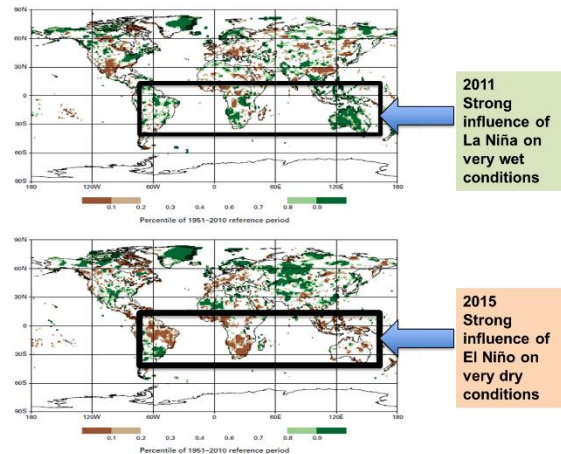 90N
80N
60N
30N
0
30S
60S
90S
180
120W
60W
0
60E
120E
180
0.1 0.2 0.3 0.4 0.6 0.7 0.8 0.9
Percentile of 1951–2010 reference period
2011
Strong
influence of
La Niña on
very wet
conditions
90N
60N
30N
0
30S
60S
90S
180
120W
60W
0
60E
120E
180
0.1 0.2 0.3 0.4 0.6 0.7 0.8 0.9
Percentile of 1951–2010 reference period
2015
Strong
influence of
El Niño on
very dry
conditions